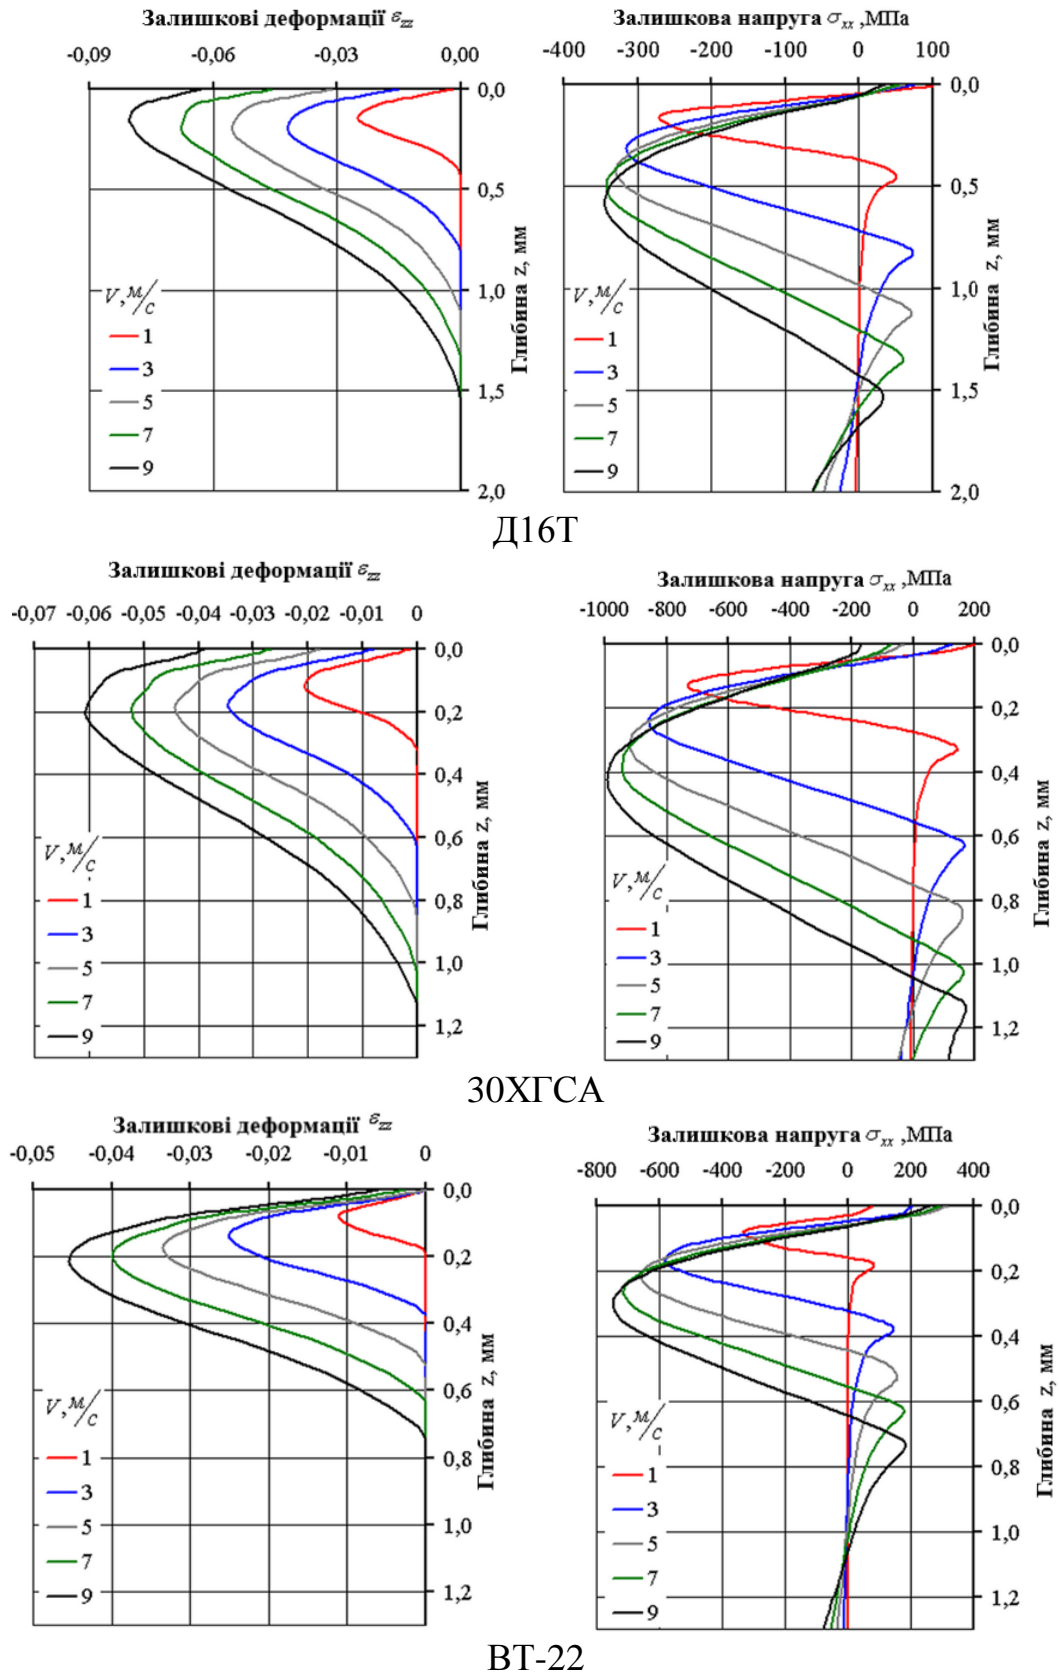 Залишкові деформації εzz
-0,09 -0,06 -0,03 0,00
0,0
0,5
1,0
1,5
2,0
Глибина z, мм
V, м/с
1
3
5
7
9
Залишкова напруга σxx ,МПа
-400 -300 -200 -100 0 100
0,0
0,5
1,0
1,5
2,0
Глибина z, мм
V, м/с
1
3
5
7
9
Д16Т
Залишкові деформації εzz
-0,07 -0,06 -0,05 -0,04 -0,03 -0,02 -0,01 0
0,0
0,2
0,4
0,6
0,8
1,0
1,2
Глибина z, мм
V, м/с
1
3
5
7
9
Залишкова напруга σxx ,МПа
-1000 -800 -600 -400 -200 0 200
0,0
0,2
0,4
0,6
0,8
1,0
1,2
Глибина z, мм
V, м/с
1
3
5
7
9
30ХГСА
Залишкові деформації εzz
-0,05 -0,04 -0,03 -0,02 -0,01 0
0,0
0,2
0,4
0,6
0,8
1,0
1,2
Глибина z, мм
V, м/с
1
3
5
7
9
Залишкова напруга σxx ,МПа
-800 -600 -400 -200 0 200 400
0,0
0,2
0,4
0,6
0,8
1,0
1,2
Глибина z, мм
V, м/с
1
3
5
7
9
ВТ-22